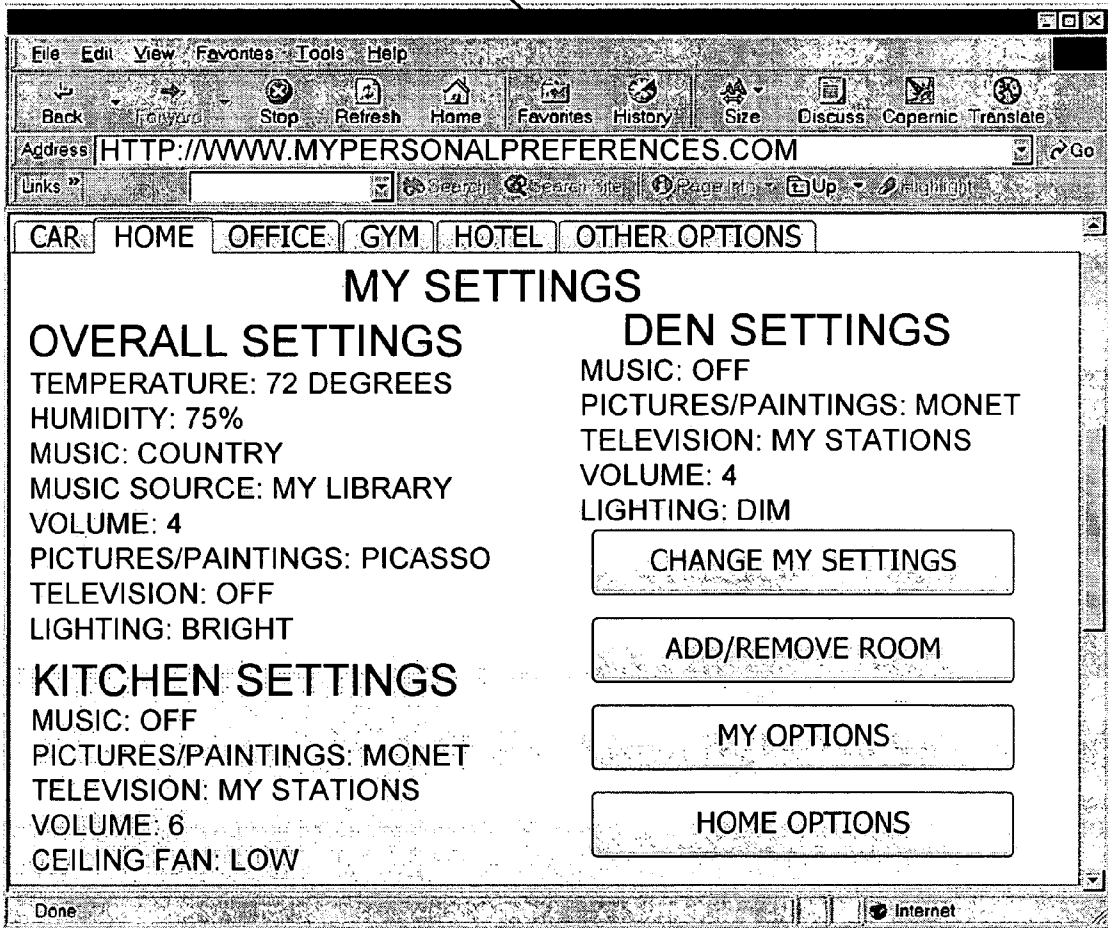 File Edit View Favorites Tools Help
Back Forward Stop Refresh Home Favorites History Size Discuss Copernic Translate
Address HTTP://WWW.MYPERSONALPREFERENCES.COM Go
Links » Search Search Site Page Info Up Highlight
CAR HOME OFFICE GYM HOTEL OTHER OPTIONS
MY SETTINGS
OVERALL SETTINGS
TEMPERATURE: 72 DEGREES
HUMIDITY: 75%
MUSIC: COUNTRY
MUSIC SOURCE: MY LIBRARY
VOLUME: 4
PICTURES/PAINTINGS: PICASSO
TELEVISION: OFF
LIGHTING: BRIGHT
KITCHEN SETTINGS
MUSIC: OFF
PICTURES/PAINTINGS: MONET
TELEVISION: MY STATIONS
VOLUME: 6
CEILING FAN: LOW
DEN SETTINGS
MUSIC: OFF
PICTURES/PAINTINGS: MONET
TELEVISION: MY STATIONS
VOLUME: 4
LIGHTING: DIM
CHANGE MY SETTINGS
ADD/REMOVE ROOM
MY OPTIONS
HOME OPTIONS
Done Internet